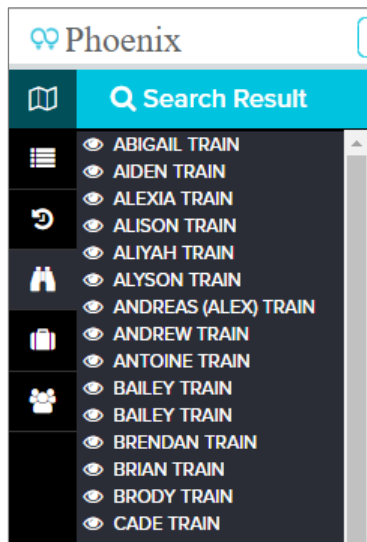 Phoenix
Search Result
ABIGAIL TRAIN
AIDEN TRAIN
ALEXIA TRAIN
ALISON TRAIN
ALIYAH TRAIN
ALYSON TRAIN
ANDREAS (ALEX) TRAIN
ANDREW TRAIN
ANTOINE TRAIN
BAILEY TRAIN
BAILEY TRAIN
BRENDAN TRAIN
BRIAN TRAIN
BRODY TRAIN
CADE TRAIN